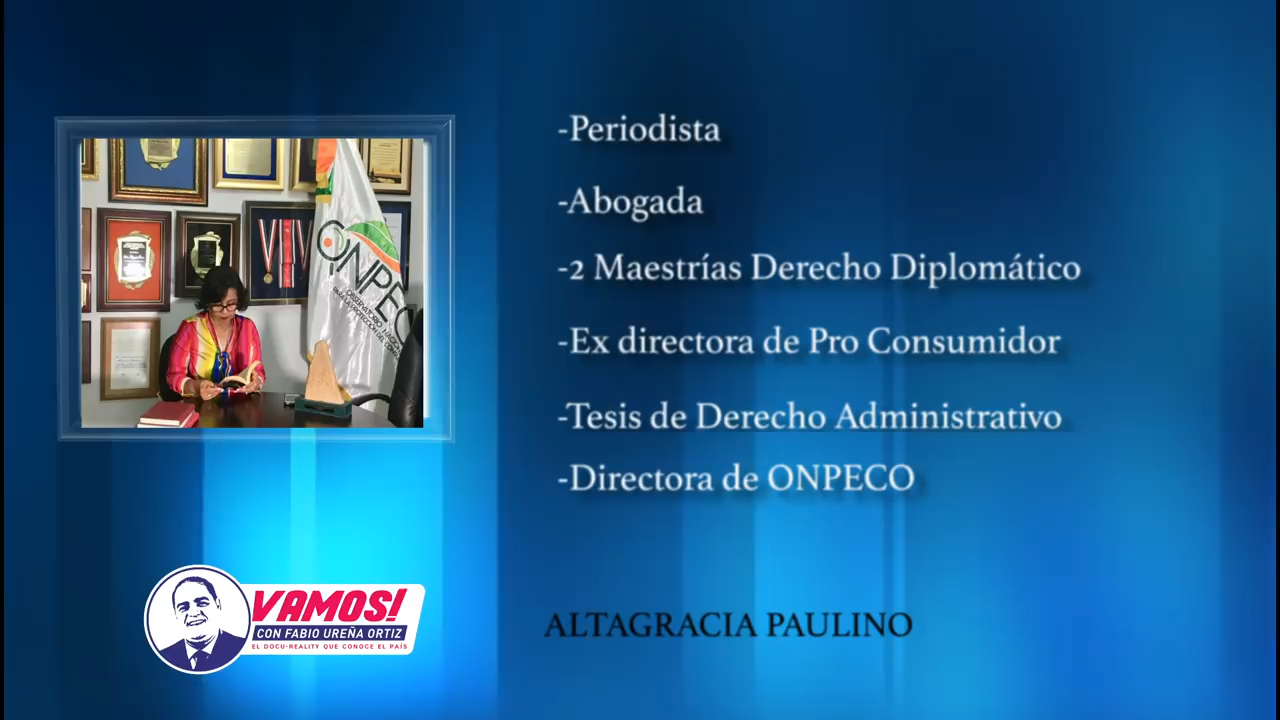 -Periodista
-Abogada
-2 Maestrías Derecho Diplomático
-Ex directora de Pro Consumidor
-Tesis de Derecho Administrativo
-Directora de ONPECO
ONPECO
ALTAGRACIA PAULINO
VAMOS!
CON FABIO UREÑA ORTIZ
EL DOCU-REALITY QUE CONOCE EL PAÍS